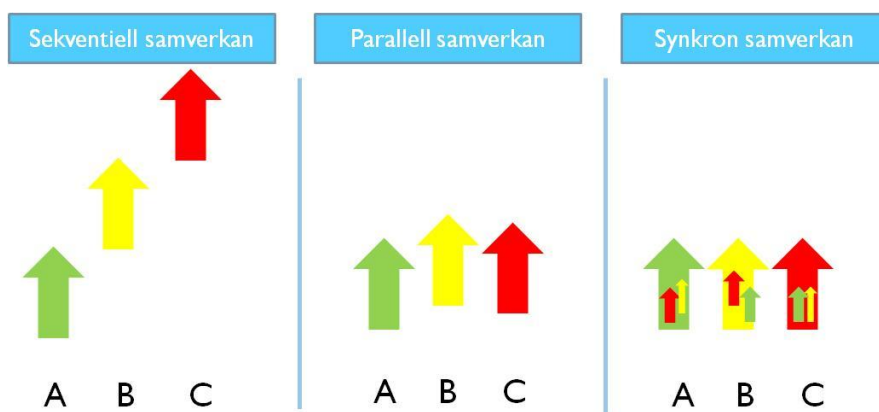 Sekventiell samverkan
Parallell samverkan
Synkron samverkan
A B C
A B C
A B C